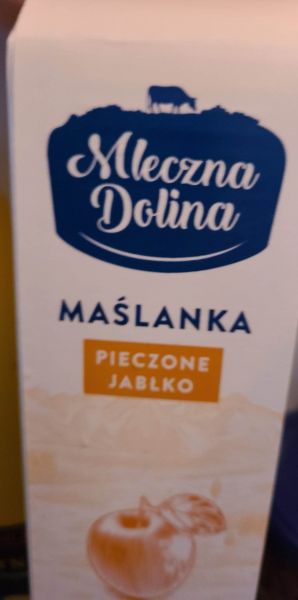 Mleczna
Dolina
MAŚLANKA
PIECZONE
JABŁKO